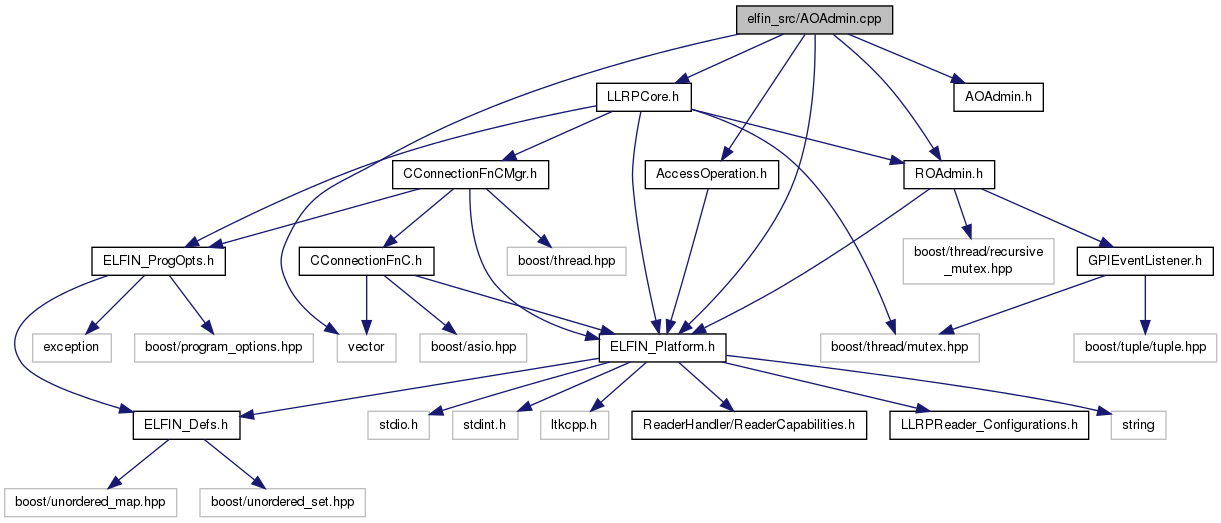 elfin_src/AOAdmin.cpp
LLRPCore.h
AOAdmin.h
CConnectionFnCMgr.h
AccessOperation.h
ROAdmin.h
ELFIN_ProgOpts.h
CConnectionFnC.h
boost/thread.hpp
boost/thread/recursive
_mutex.hpp
GPIEventListener.h
exception
boost/program_options.hpp
vector
boost/asio.hpp
ELFIN_Platform.h
boost/thread/mutex.hpp
boost/tuple/tuple.hpp
ELFIN_Defs.h
stdio.h
stdint.h
ltkcpp.h
ReaderHandler/ReaderCapabilities.h
LLRPReader_Configurations.h
string
boost/unordered_map.hpp
boost/unordered_set.hpp